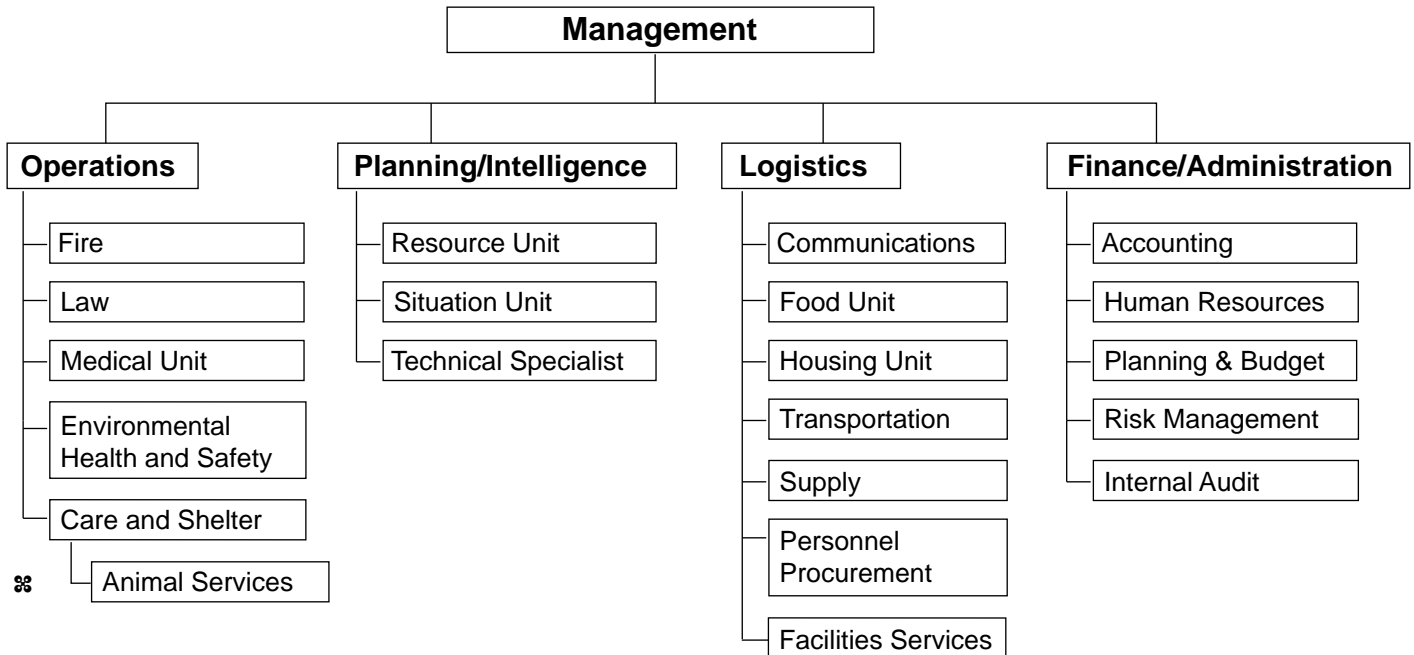 Management
Operations
Fire
Law
Medical Unit
Environmental
Health and Safety
Care and Shelter
⌘ Animal Services
Planning/Intelligence
Resource Unit
Situation Unit
Technical Specialist
Logistics
Communications
Food Unit
Housing Unit
Transportation
Supply
Personnel
Procurement
Facilities Services
Finance/Administration
Accounting
Human Resources
Planning & Budget
Risk Management
Internal Audit